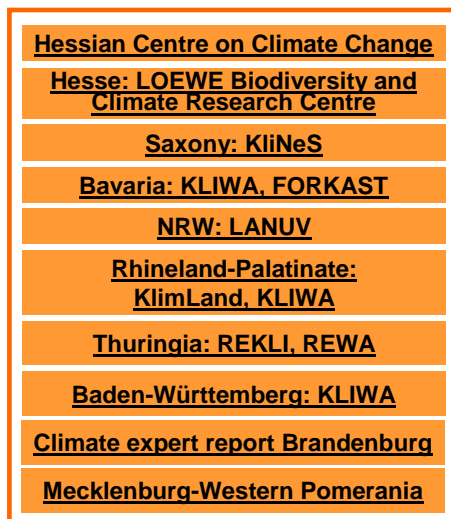 Hessian Centre on Climate Change
Hesse: LOEWE Biodiversity and
Climate Research Centre
Saxony: KliNeS
Bavaria: KLIWA, FORKAST
NRW: LANUV
Rhineland-Palatinate:
KlimLand, KLIWA
Thuringia: REKLI, REWA
Baden-Württemberg: KLIWA
Climate expert report Brandenburg
Mecklenburg-Western Pomerania